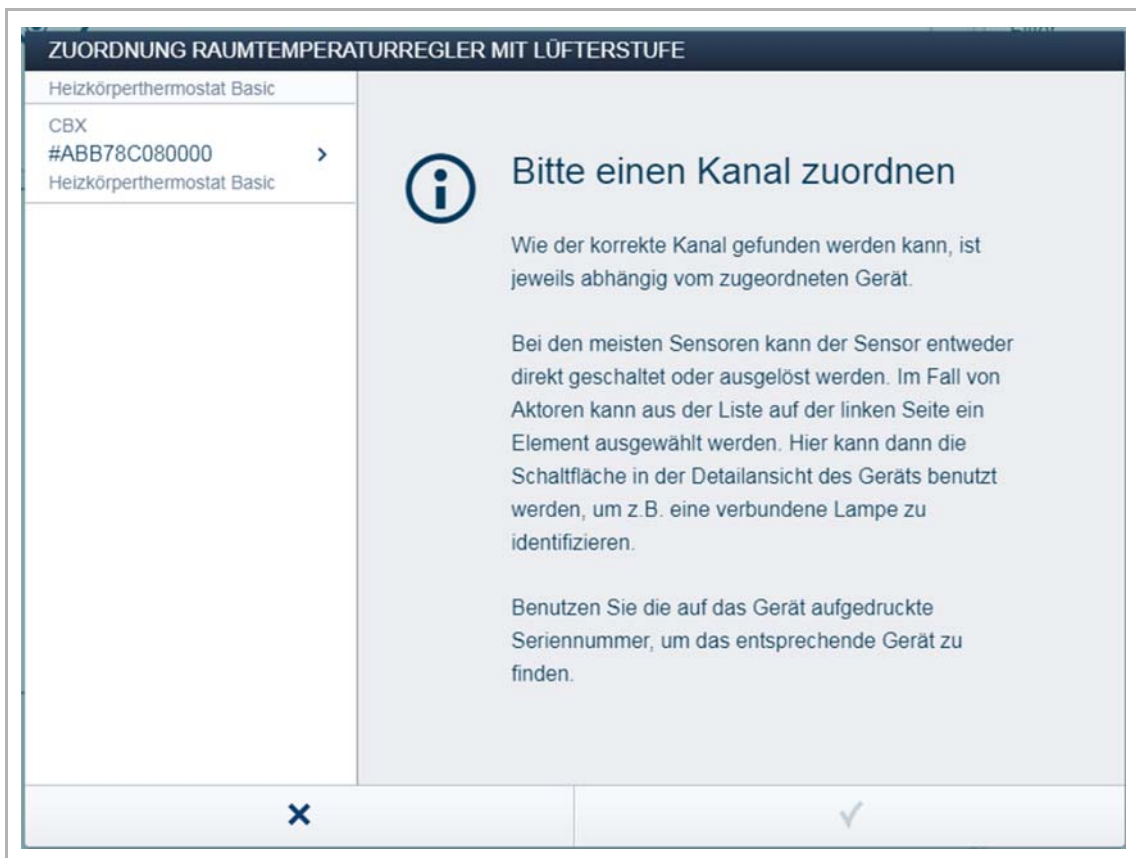 ZUORDNUNG RAUMTEMPERATURREGLER MIT LÜFTERSTUFE
Heizkörperthermostat Basic
CBX
#ABB78C080000
Heizkörperthermostat Basic
Bitte einen Kanal zuordnen
Wie der korrekte Kanal gefunden werden kann, ist
jeweils abhängig vom zugeordneten Gerät.
Bei den meisten Sensoren kann der Sensor entweder
direkt geschaltet oder ausgelöst werden. Im Fall von
Aktoren kann aus der Liste auf der linken Seite ein
Element ausgewählt werden. Hier kann dann die
Schaltfläche in der Detailansicht des Geräts benutzt
werden, um z.B. eine verbundene Lampe zu
identifizieren.
Benutzen Sie die auf das Gerät aufgedruckte
Seriennummer, um das entsprechende Gerät zu
finden.